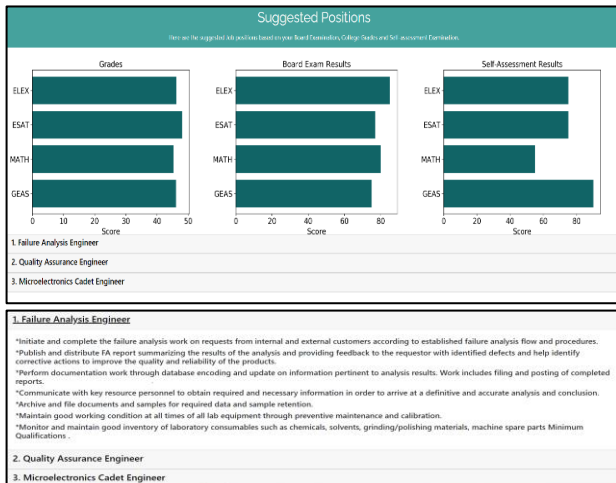 Suggested Positions
Here are the suggested Job positions based on your Board Examination, College Grades and Self-assessment Examination.
Grades
Board Exam Results
Self-Assessment Results
ELEX
ESAT
MATH
GEAS
0 10 20 30 40 50
Score
ELEX
ESAT
MATH
GEAS
0 20 40 60 80
Score
ELEX
ESAT
MATH
GEAS
0 20 40 60 80
Score
1. Failure Analysis Engineer
2. Quality Assurance Engineer
3. Microelectronics Cadet Engineer
1. Failure Analysis Engineer
*Initiate and complete the failure analysis work on requests from internal and external customers according to established failure analysis flow and procedures.
*Publish and distribute FA report summarizing the results of the analysis and providing feedback to the requestor with identified defects and help identify
corrective actions to improve the quality and reliability of the products.
*Perform documentation work through database encoding and update on information pertinent to analysis results. Work includes filing and posting of completed
reports.
*Communicate with key resource personnel to obtain required and necessary information in order to arrive at a definitive and accurate analysis and conclusion.
*Archive and file documents and samples for required data and sample retention.
*Maintain good working condition at all times of all lab equipment through preventive maintenance and calibration.
*Monitor and maintain good inventory of laboratory consumables such as chemicals, solvents, grinding/polishing materials, machine spare parts Minimum
Qualifications .
2. Quality Assurance Engineer
3. Microelectronics Cadet Engineer